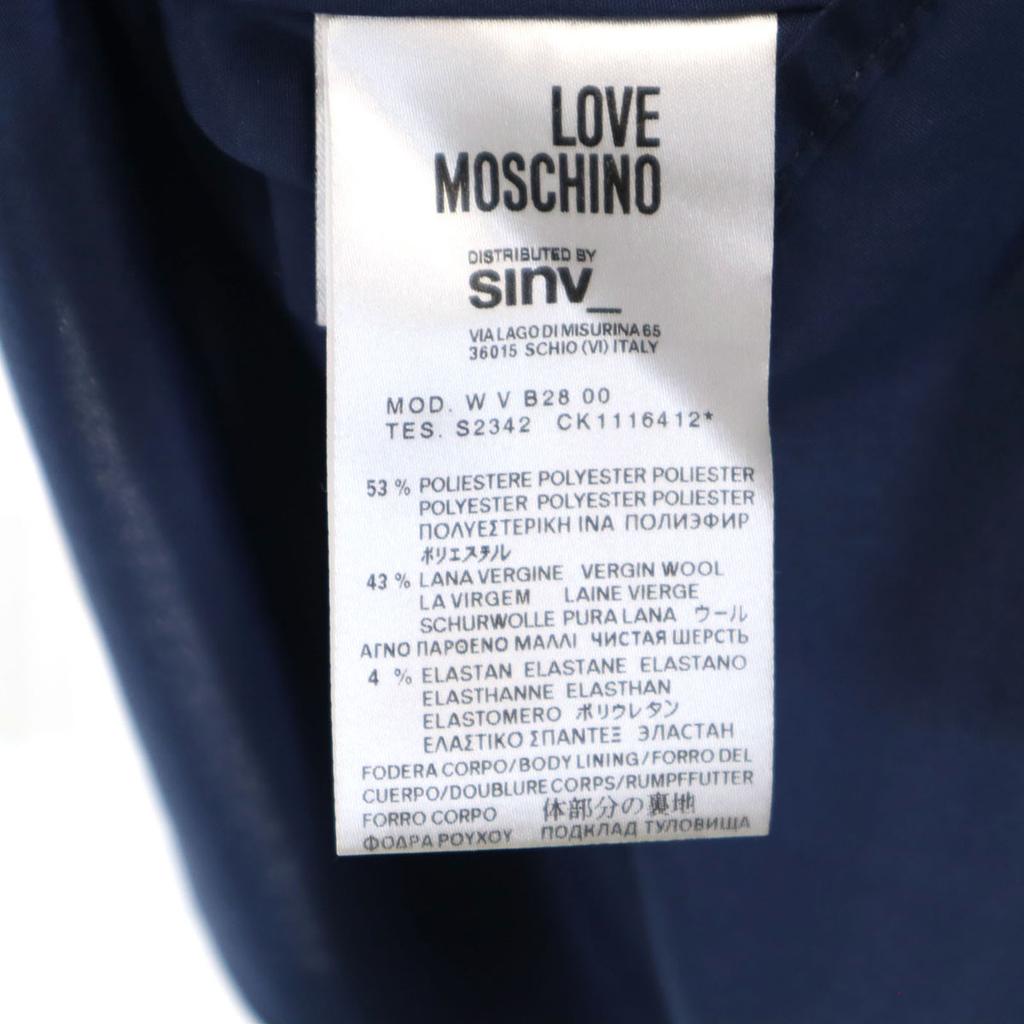 LOVE
MOSCHINO
DISTRIBUTED BY
sinv_
VIA LAGO DI MISURINA 65
36015 SCHIO (VI) ITALY
MOD. W V B28 00
TES. S2342 CK1116412*
53 % POLIESTERE POLYESTER POLIESTER
POLYESTER POLYESTER POLIESTER
ΠΟΛΥΕΣΤΕΡΙΚΗ ΙΝΑ ПОЛИЭФИР
ポリエステル
43 % LANA VERGINE VERGIN WOOL
LA VIRGEM LAINE VIERGE
SCHURWOLLE PURA LANA ウール
ΑΓΝΟ ΠΑΡΘΕΝΟ ΜΑΛΛΙ ЧИСТАЯ ШЕРСТЬ
4 % ELASTAN ELASTANE ELASTANO
ELASTHANNE ELASTHAN
ELASTOMERO ポリウレタン
ΕΛΑΣΤΙΚΟ ΣΠΑΝΤΕΞ ЭЛАСТАН
FODERA CORPO/BODY LINING/FORRO DEL
CUERPO/DOUBLURE CORPS/RUMPFFUTTER
FORRO CORPO 体部分の裏地
ΦΟΔΡΑ ΡΟΥΧΟΥ ПОДКЛАД ТУЛОВИЩА